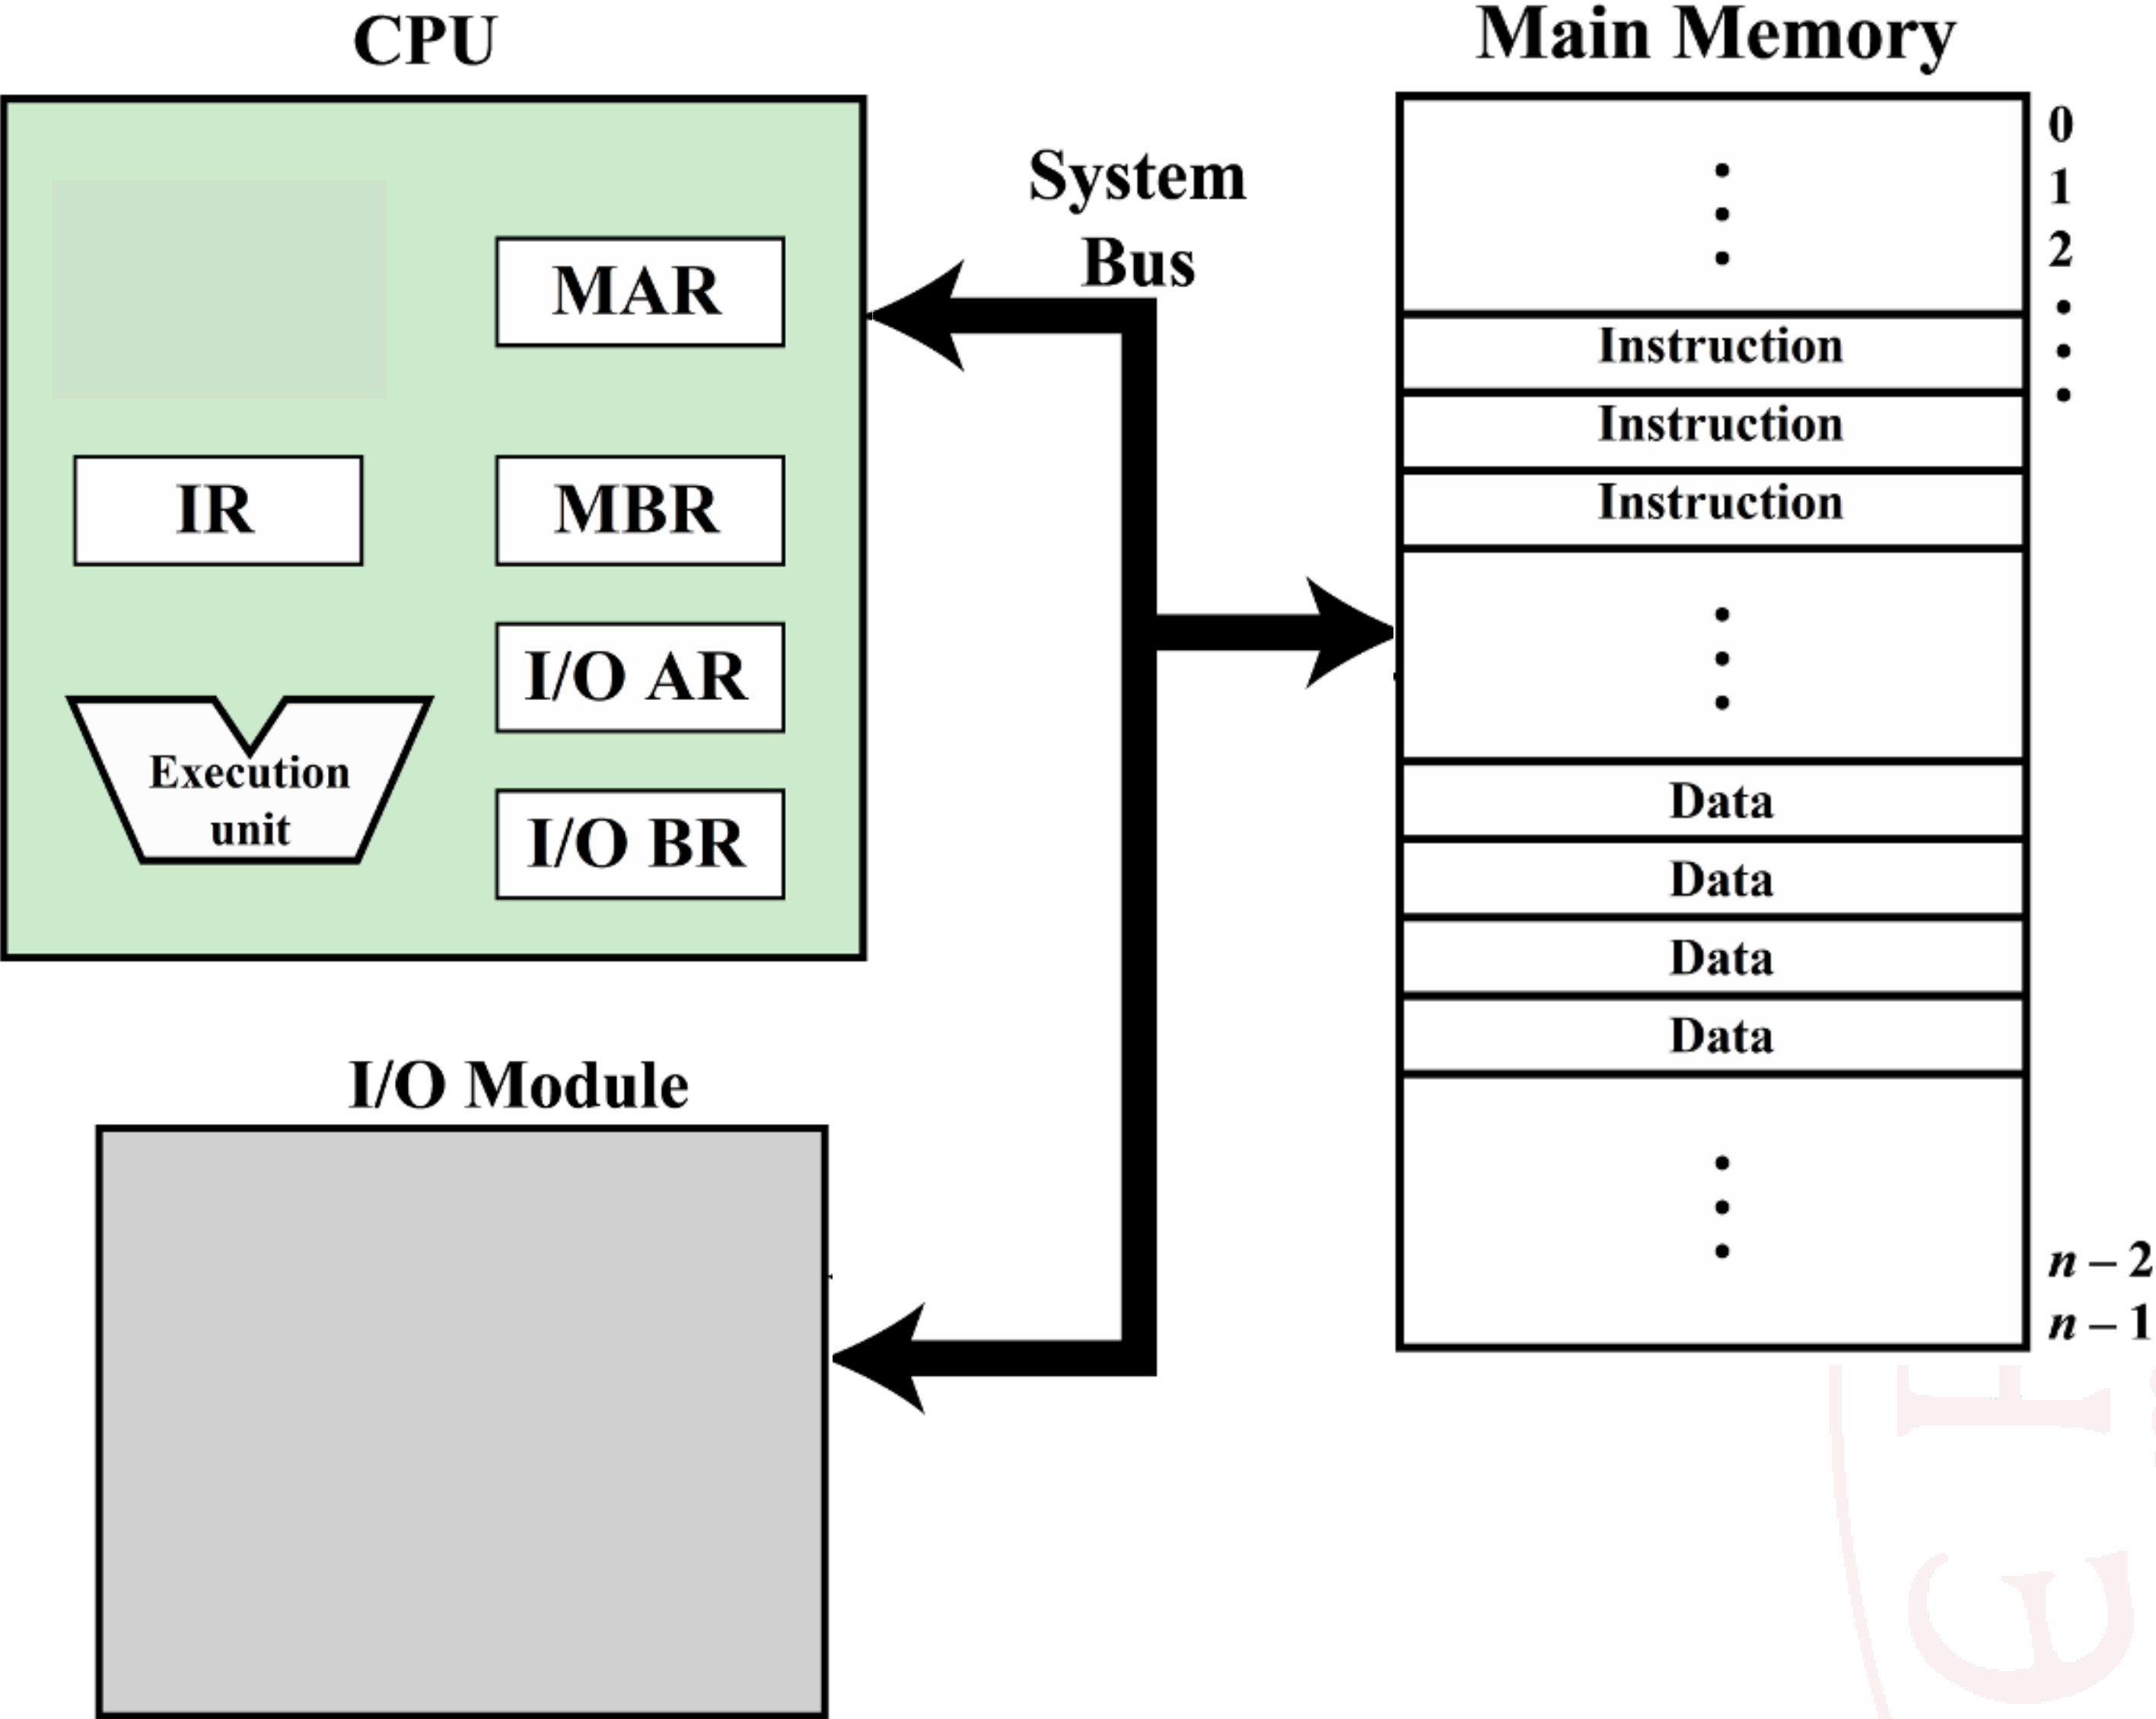 CPU
MAR
IR
MBR
I/O AR
Execution
unit
I/O BR
System
Bus
Main Memory
0
1
2
Instruction
Instruction
Instruction
Data
Data
Data
Data
n – 2
n – 1
I/O Module